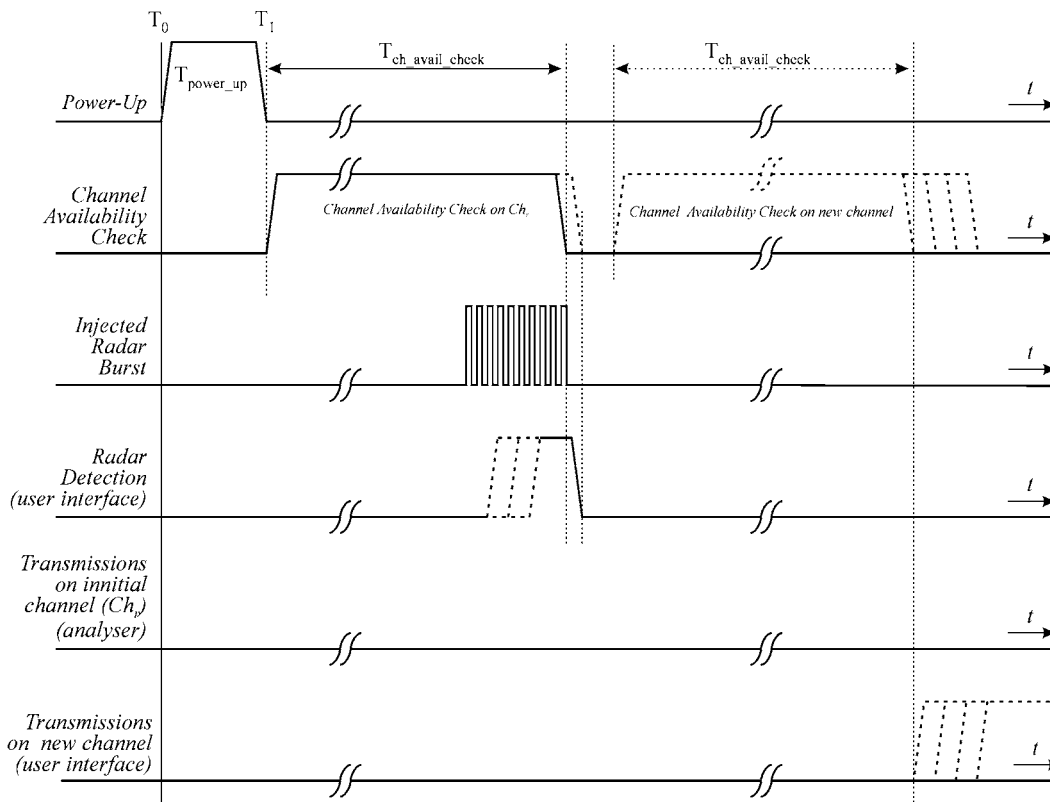 T0 T1
Tpower_up
Tch_avail_check
Tch_avail_check
Power-Up
t
Channel
Availability
Check
Channel Availability Check on Chr
Channel Availability Check on new channel
t
Injected
Radar
Burst
t
Radar
Detection
(user interface)
t
Transmissions
on innitial
channel (Chp)
(analyser)
t
Transmissions
on new channel
(user interface)
t